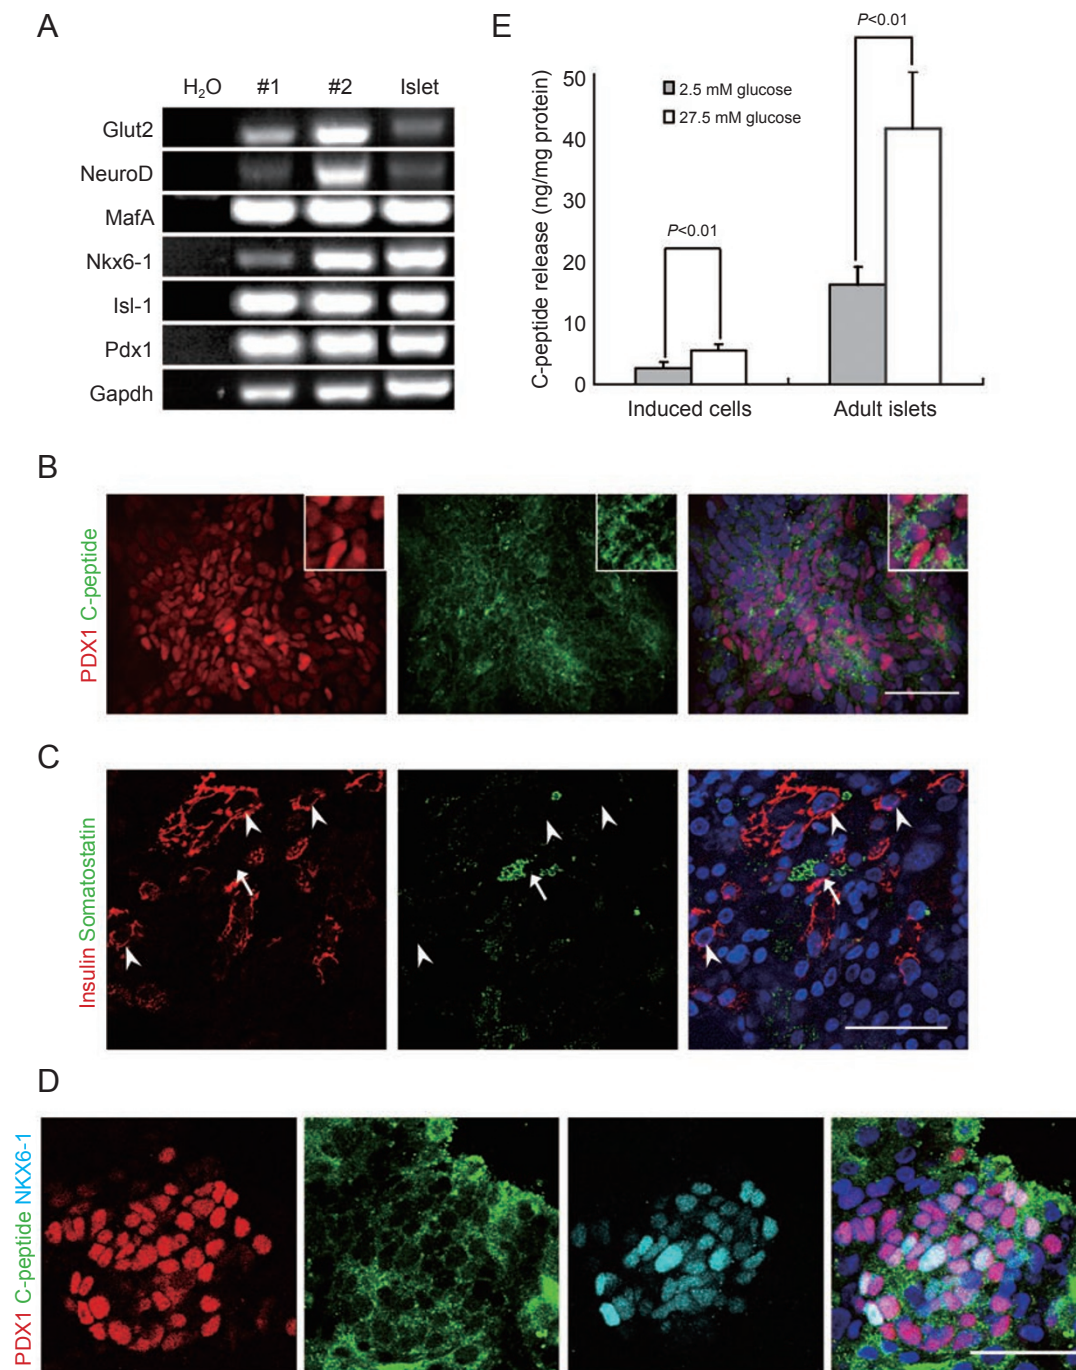 A
H2O #1 #2 Islet
Glut2
NeuroD
MafA
Nkx6-1
Isl-1
Pdx1
Gapdh
E
P<0.01
P<0.01
2.5 mM glucose
27.5 mM glucose
C-peptide release (ng/mg protein)
50
40
30
20
10
0
Induced cells Adult islets
B
PDX1 C-peptide
C
Insulin Somatostatin
D
PDX1 C-peptide NKX6-1